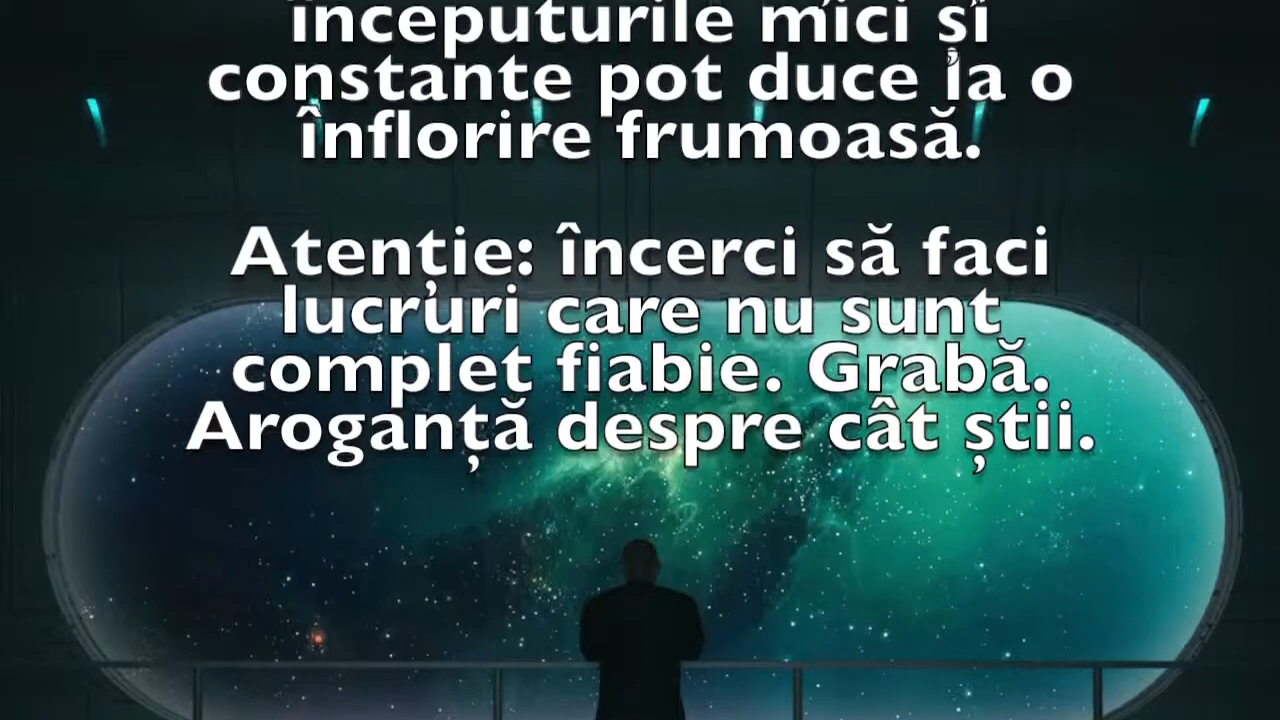 începuturile mici și
constante pot duce la o
înflorire frumoasă.
Atenție: încerci să faci
lucruri care nu sunt
complet fiabie. Grabă.
Aroganță despre cât știi.